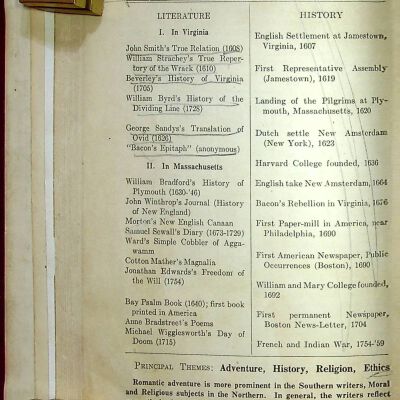 LITERATURE
I. In Virginia
John Smith's True Relation (1608)
William Strachey's True Reper-
tory of the Wrack (1610)
Beverley's History of Virginia
(1705)
William Byrd's History of the
Dividing Line (1728)
George Sandys's Translation of
Ovid (1626)
"Bacon's Epitaph" (anonymous)
II. In Massachusetts
William Bradford's History of
Plymouth (1630-'46)
John Winthrop's Journal (History
of New England)
Morton's New English Canaan
Samuel Sewall's Diary (1673-1729)
Ward's Simple Cobbler of Agga-
wamm
Cotton Mather's Magnalia
Jonathan Edwards's Freedom of
the Will (1754)
Bay Psalm Book (1640); first book
printed in America
Anne Bradstreet's Poems
Michael Wigglesworth's Day of
Doom (1715)
HISTORY
English Settlement at Jamestown,
Virginia, 1607
First Representative Assembly
(Jamestown), 1619
Landing of the Pilgrims at Ply-
mouth, Massachusetts, 1620
Dutch settle New Amsterdam
(New York), 1623
Harvard College founded, 1636
English take New Amsterdam, 1664
Bacon's Rebellion in Virginia, 1676
First Paper-mill in America, near
Philadelphia, 1690
First American Newspaper, Public
Occurrences (Boston), 1690
William and Mary College founded,
1692
First permanent Newspaper,
Boston News-Letter, 1704
French and Indian War, 1754-'59
PRINCIPAL THEMES: Adventure, History, Religion, Ethics
Romantic adventure is more prominent in the Southern writers, Moral
and Religious subjects in the Northern. In general, the writers reflect